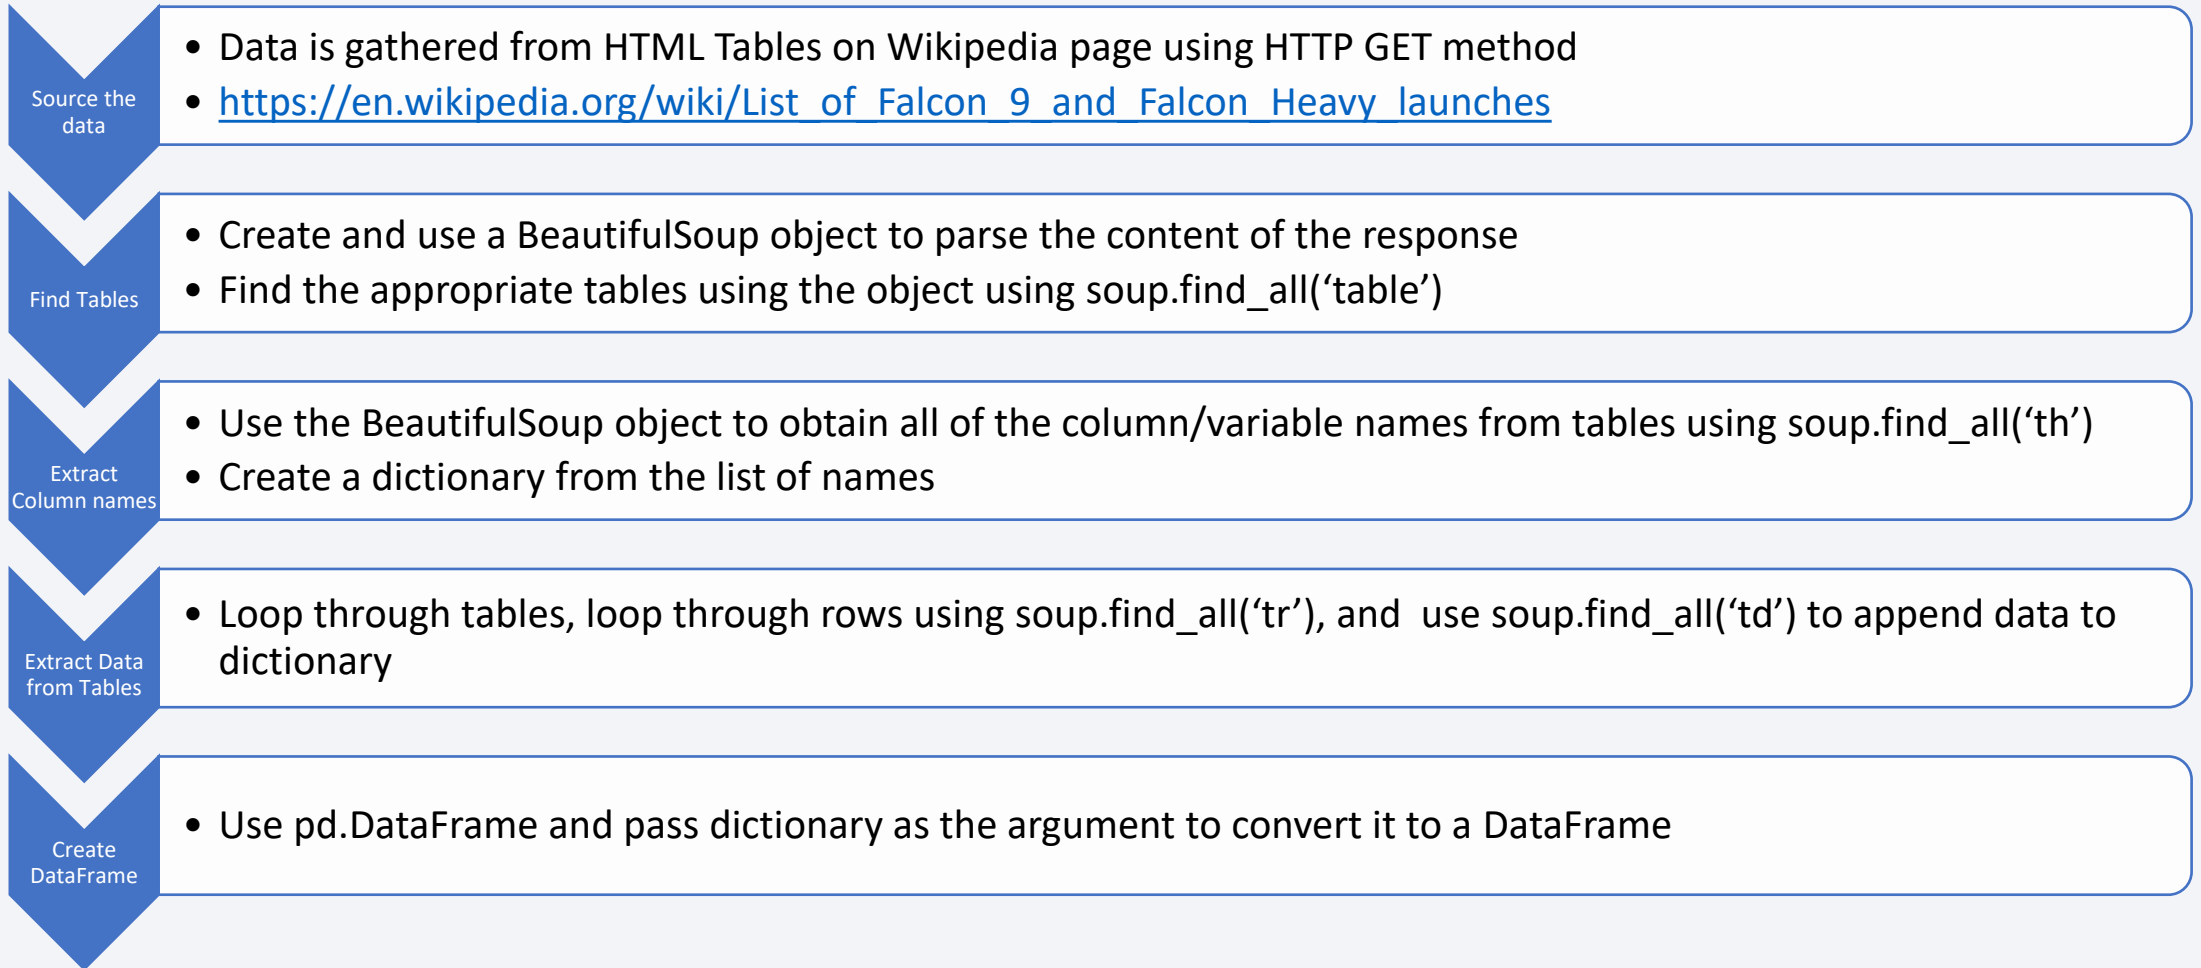 Source the
data
• Data is gathered from HTML Tables on Wikipedia page using HTTP GET method
• https://en.wikipedia.org/wiki/List_of_Falcon_9_and_Falcon_Heavy_launches
Find Tables
• Create and use a BeautifulSoup object to parse the content of the response
• Find the appropriate tables using the object using soup.find_all(‘table’)
Extract
Column names
• Use the BeautifulSoup object to obtain all of the column/variable names from tables using soup.find_all(‘th’)
• Create a dictionary from the list of names
Extract Data
from Tables
• Loop through tables, loop through rows using soup.find_all(‘tr’), and  use soup.find_all(‘td’) to append data to
dictionary
Create
DataFrame
• Use pd.DataFrame and pass dictionary as the argument to convert it to a DataFrame